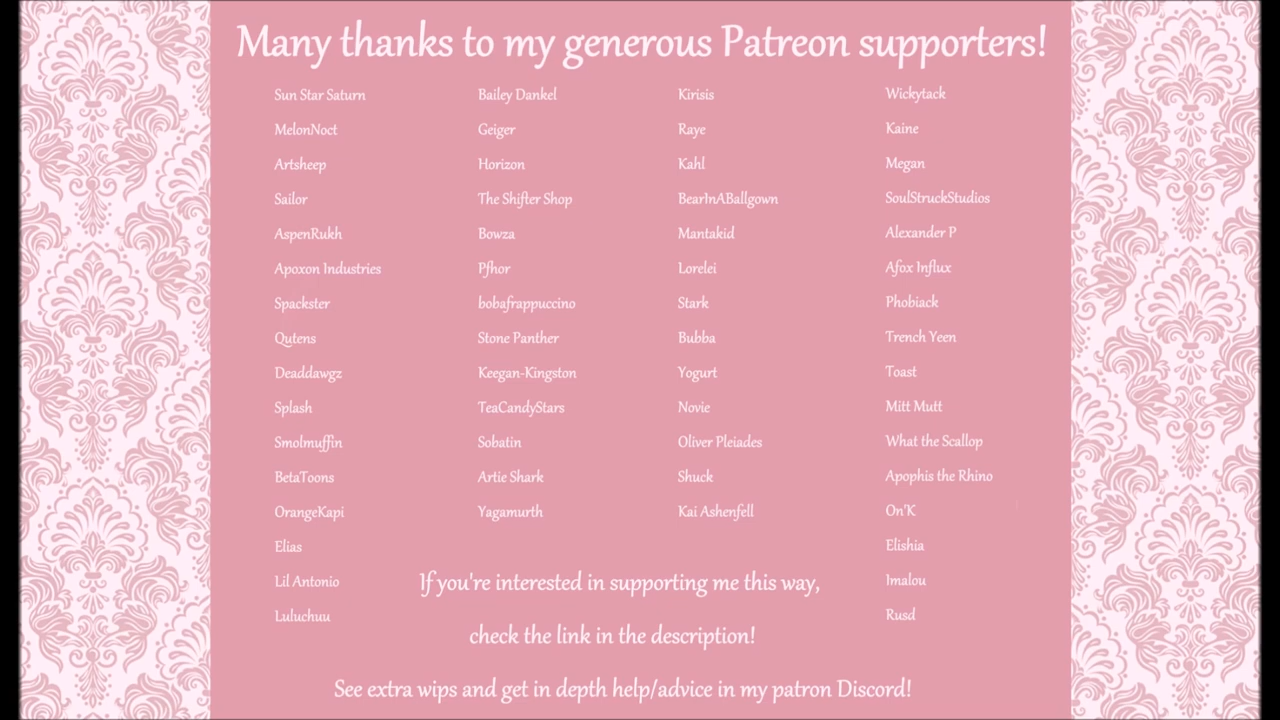 Many thanks to my generous Patreon supporters!
Sun Star Saturn
MelonNoct
Artsheep
Sailor
AspenRukh
Apoxon Industries
Spackster
Qutens
Deaddawgz
Splash
Smolmuffin
BetaToons
OrangeKapi
Elias
Lil Antonio
Luluchuu
Bailey Dankel
Geiger
Horizon
The Shifter Shop
Bowza
Pfhor
bobafrappuccino
Stone Panther
Keegan-Kingston
TeaCandyStars
Sobatin
Artie Shark
Yagamurth
Kirisis
Raye
Kahl
BearInABallgown
Mantakid
Lorelei
Stark
Bubba
Yogurt
Novie
Oliver Pleiades
Shuck
Kai Ashenfell
Wickytack
Kaine
Megan
SoulStruckStudios
Alexander P
Afox Influx
Phobiack
Trench Yeen
Toast
Mitt Mutt
What the Scallop
Apophis the Rhino
On'K
Elishia
Imalou
Rusd
If you're interested in supporting me this way,
check the link in the description!
See extra wips and get in depth help/advice in my patron Discord!